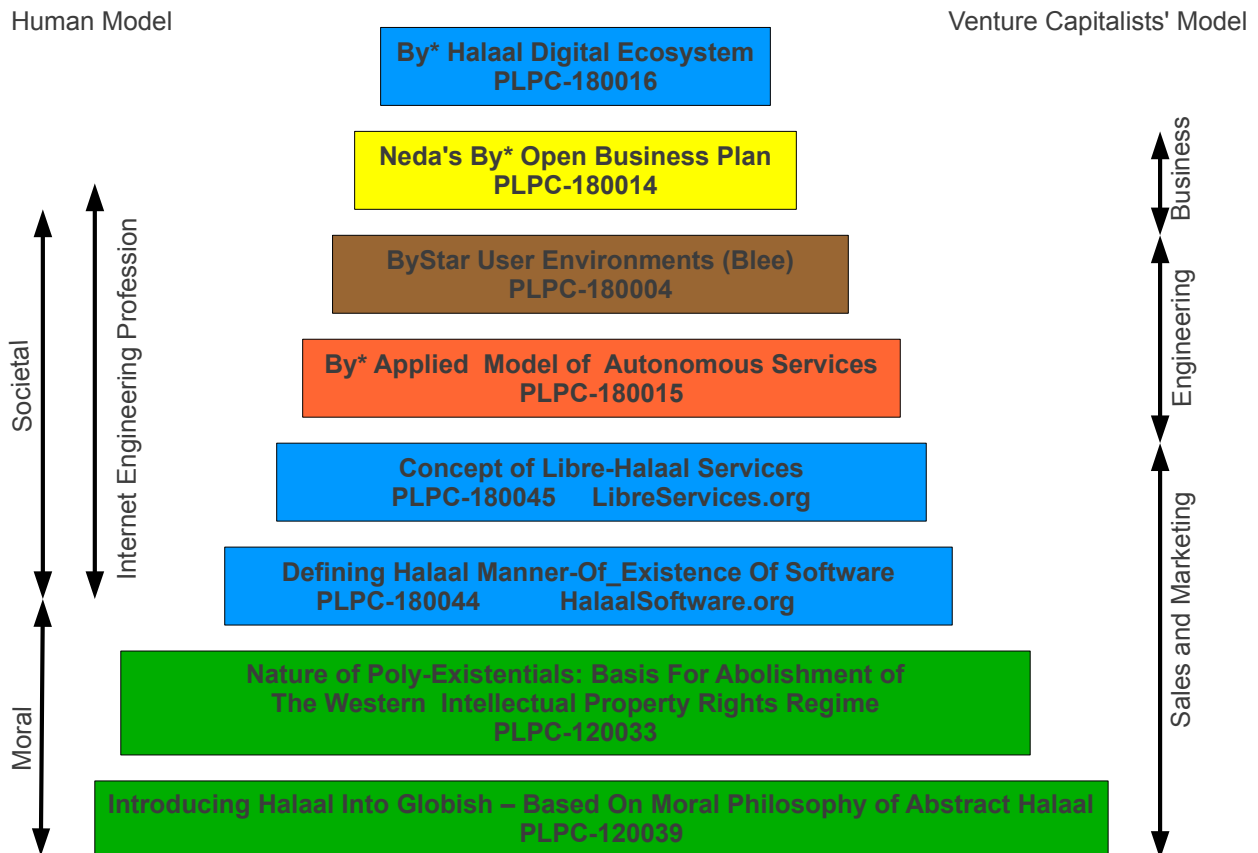 Human Model
Venture Capitalists' Model
By* Halaal Digital Ecosystem
PLPC-180016
Neda's By* Open Business Plan
PLPC-180014
Business
ByStar User Environments (Blee)
PLPC-180004
By* Applied Model of Autonomous Services
PLPC-180015
Engineering
Societal
Internet Engineering Profession
Concept of Libre-Halaal Services
PLPC-180045 LibreServices.org
Defining Halaal Manner-Of_Existence Of Software
PLPC-180044 HalaalSoftware.org
Sales and Marketing
Nature of Poly-Existentials: Basis For Abolishment of
The Western Intellectual Property Rights Regime
PLPC-120033
Moral
Introducing Halaal Into Globish – Based On Moral Philosophy of Abstract Halaal
PLPC-120039